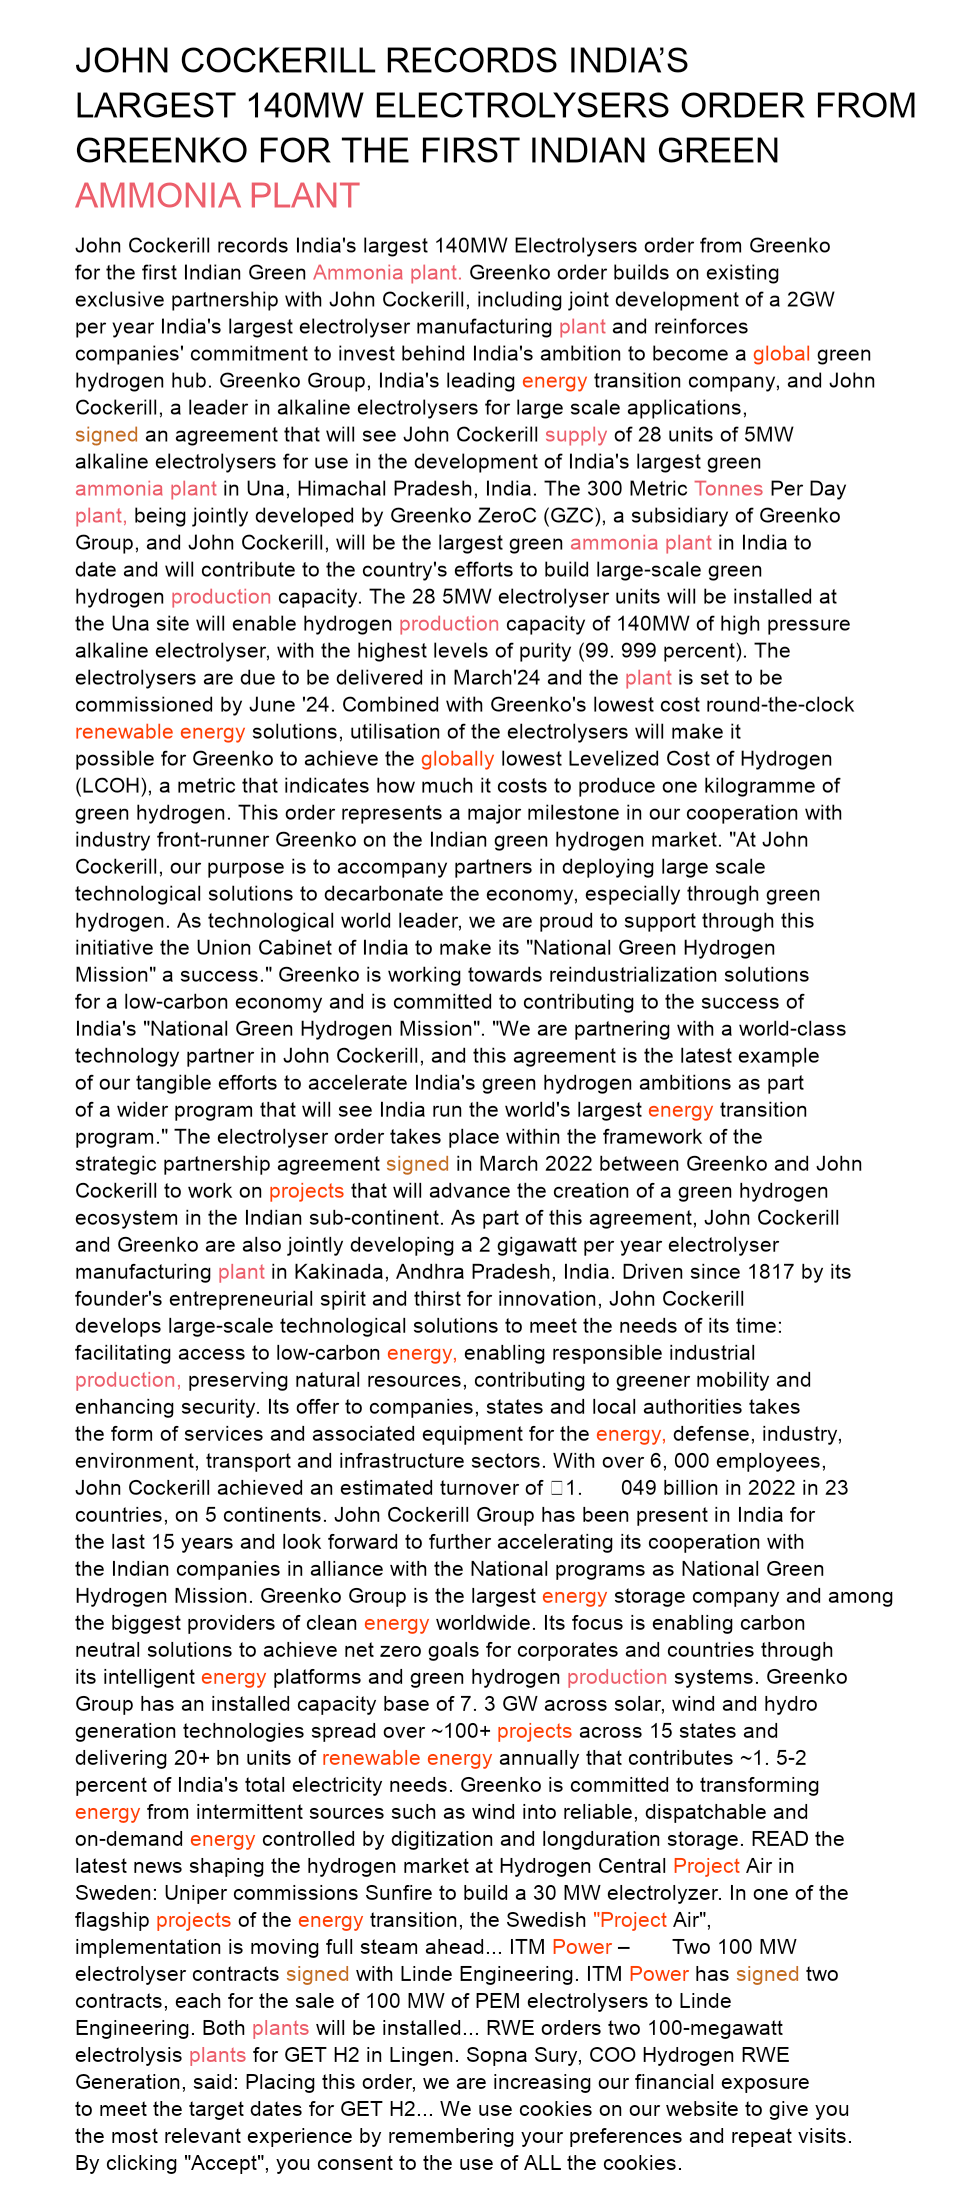 JOHN COCKERILL RECORDS INDIA’S
LARGEST 140MW ELECTROLYSERS ORDER FROM
GREENKO FOR THE FIRST INDIAN GREEN
AMMONIA PLANT
John Cockerill records India's largest 140MW Electrolysers order from Greenko
for the first Indian Green Ammonia plant. Greenko order builds on existing
exclusive partnership with John Cockerill, including joint development of a 2GW
per year India's largest electrolyser manufacturing plant and reinforces
companies' commitment to invest behind India's ambition to become a global green
hydrogen hub. Greenko Group, India's leading energy transition company, and John
Cockerill, a leader in alkaline electrolysers for large scale applications,
signed an agreement that will see John Cockerill supply of 28 units of 5MW
alkaline electrolysers for use in the development of India's largest green
ammonia plant in Una, Himachal Pradesh, India. The 300 Metric Tonnes Per Day
plant, being jointly developed by Greenko ZeroC (GZC), a subsidiary of Greenko
Group, and John Cockerill, will be the largest green ammonia plant in India to
date and will contribute to the country's efforts to build large-scale green
hydrogen production capacity. The 28 5MW electrolyser units will be installed at
the Una site will enable hydrogen production capacity of 140MW of high pressure
alkaline electrolyser, with the highest levels of purity (99. 999 percent). The
electrolysers are due to be delivered in March'24 and the plant is set to be
commissioned by June '24. Combined with Greenko's lowest cost round-the-clock
renewable energy solutions, utilisation of the electrolysers will make it
possible for Greenko to achieve the globally lowest Levelized Cost of Hydrogen
(LCOH), a metric that indicates how much it costs to produce one kilogramme of
green hydrogen. This order represents a major milestone in our cooperation with
industry front-runner Greenko on the Indian green hydrogen market. "At John
Cockerill, our purpose is to accompany partners in deploying large scale
technological solutions to decarbonate the economy, especially through green
hydrogen. As technological world leader, we are proud to support through this
initiative the Union Cabinet of India to make its "National Green Hydrogen
Mission" a success." Greenko is working towards reindustrialization solutions
for a low-carbon economy and is committed to contributing to the success of
India's "National Green Hydrogen Mission". "We are partnering with a world-class
technology partner in John Cockerill, and this agreement is the latest example
of our tangible efforts to accelerate India's green hydrogen ambitions as part
of a wider program that will see India run the world's largest energy transition
program." The electrolyser order takes place within the framework of the
strategic partnership agreement signed in March 2022 between Greenko and John
Cockerill to work on projects that will advance the creation of a green hydrogen
ecosystem in the Indian sub-continent. As part of this agreement, John Cockerill
and Greenko are also jointly developing a 2 gigawatt per year electrolyser
manufacturing plant in Kakinada, Andhra Pradesh, India. Driven since 1817 by its
founder's entrepreneurial spirit and thirst for innovation, John Cockerill
develops large-scale technological solutions to meet the needs of its time:
facilitating access to low-carbon energy, enabling responsible industrial
production, preserving natural resources, contributing to greener mobility and
enhancing security. Its offer to companies, states and local authorities takes
the form of services and associated equipment for the energy, defense, industry,
environment, transport and infrastructure sectors. With over 6, 000 employees,
John Cockerill achieved an estimated turnover of □1. 049 billion in 2022 in 23
countries, on 5 continents. John Cockerill Group has been present in India for
the last 15 years and look forward to further accelerating its cooperation with
the Indian companies in alliance with the National programs as National Green
Hydrogen Mission. Greenko Group is the largest energy storage company and among
the biggest providers of clean energy worldwide. Its focus is enabling carbon
neutral solutions to achieve net zero goals for corporates and countries through
its intelligent energy platforms and green hydrogen production systems. Greenko
Group has an installed capacity base of 7. 3 GW across solar, wind and hydro
generation technologies spread over ~100+ projects across 15 states and
delivering 20+ bn units of renewable energy annually that contributes ~1. 5-2
percent of India's total electricity needs. Greenko is committed to transforming
energy from intermittent sources such as wind into reliable, dispatchable and
on-demand energy controlled by digitization and longduration storage. READ the
latest news shaping the hydrogen market at Hydrogen Central Project Air in
Sweden: Uniper commissions Sunfire to build a 30 MW electrolyzer. In one of the
flagship projects of the energy transition, the Swedish "Project Air",
implementation is moving full steam ahead... ITM Power – Two 100 MW
electrolyser contracts signed with Linde Engineering. ITM Power has signed two
contracts, each for the sale of 100 MW of PEM electrolysers to Linde
Engineering. Both plants will be installed... RWE orders two 100-megawatt
electrolysis plants for GET H2 in Lingen. Sopna Sury, COO Hydrogen RWE
Generation, said: Placing this order, we are increasing our financial exposure
to meet the target dates for GET H2... We use cookies on our website to give you
the most relevant experience by remembering your preferences and repeat visits.
By clicking "Accept", you consent to the use of ALL the cookies.